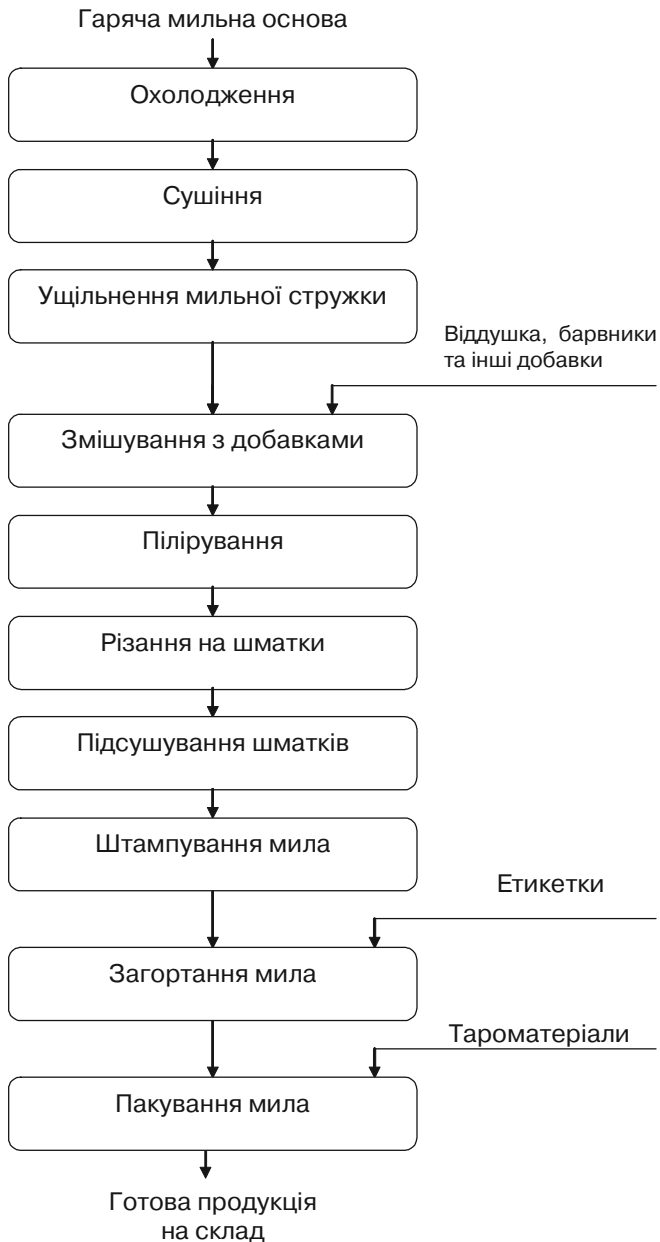 Гаряча мильна основа
Охолодження
Сушіння
Ущільнення мильної стружки
Віддушка, барвники
та інші добавки
Змішування з добавками
Пілірування
Різання на шматки
Підсушування шматків
Штампування мила
Етикетки
Загортання мила
Тароматеріали
Пакування мила
Готова продукція
на склад